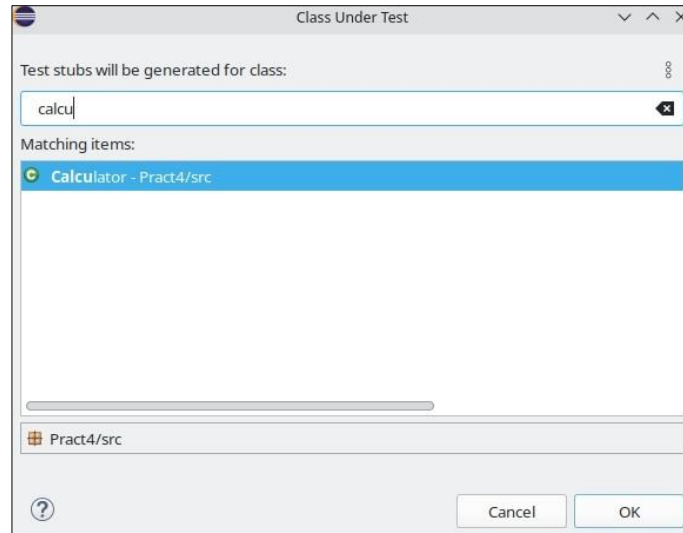 Class Under Test
Test stubs will be generated for class:
calcu
Matching items:
Calculator - Pract4/src
Pract4/src
Cancel OK